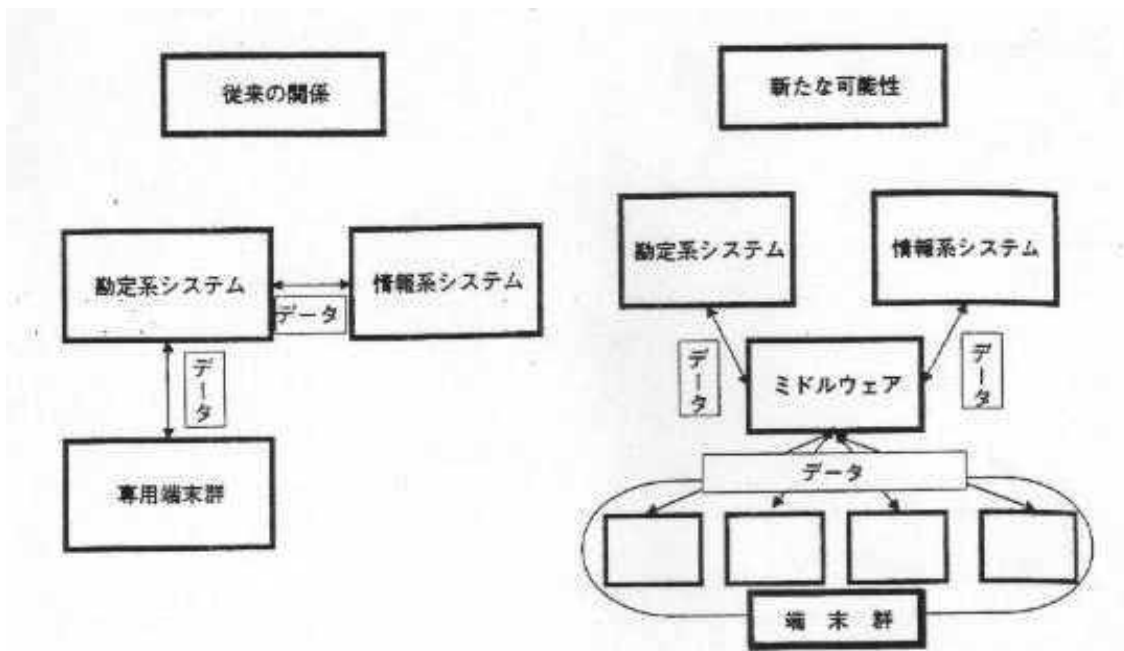 従来の関係
勘定系システム
情報系システム
データ
データ
専用端末群
新たな可能性
勘定系システム
情報系システム
データ
データ
ミドルウェア
データ
端末群